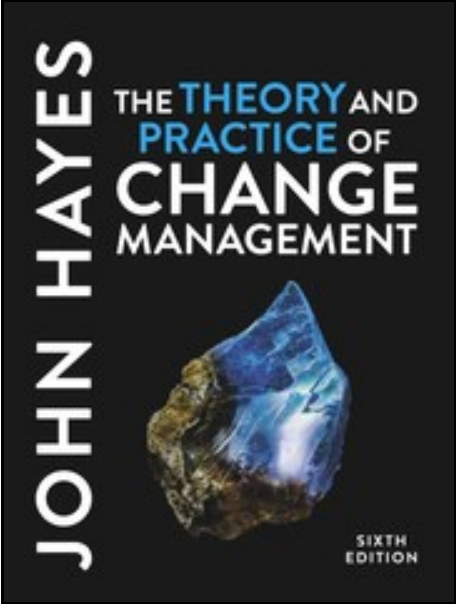 JOHN HAYES
THE THEORY AND
PRACTICE OF
CHANGE
MANAGEMENT
SIXTH
EDITION